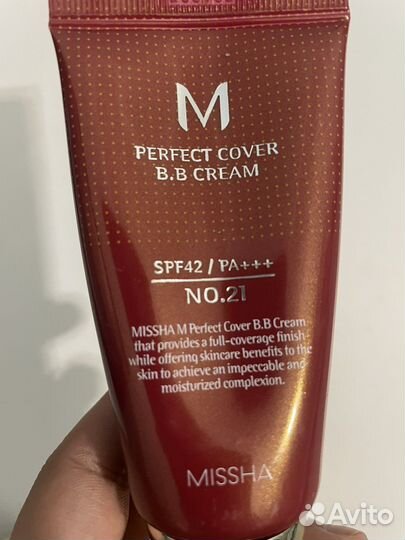 M
PERFECT COVER
B.B CREAM
SPF42 / PA+++
NO.21
MISSHA M Perfect Cover B.B Cream
that provides a full-coverage finish
while offering skincare benefits to the
skin to achieve an impeccable and
moisturized complexion.
MISSHA
Avito